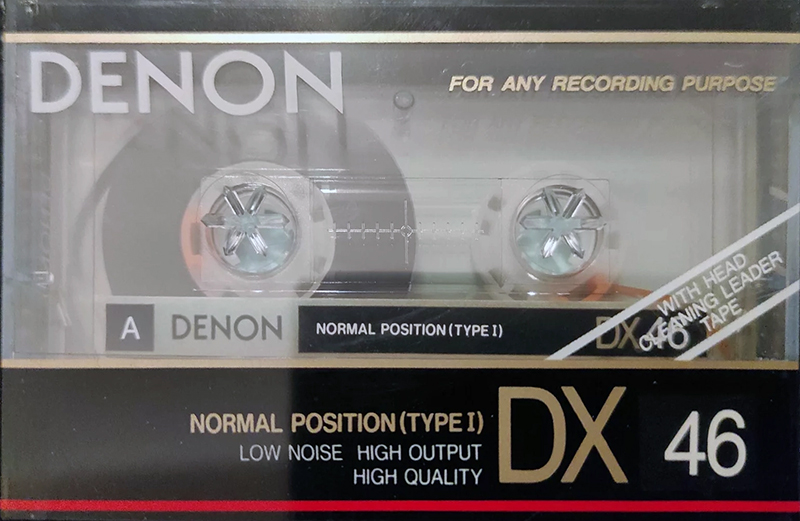 DENON
FOR ANY RECORDING PURPOSE
A DENON NORMAL POSITION (TYPE I) DX 46
WITH HEAD
CLEANING LEADER
TAPE
NORMAL POSITION (TYPE I) DX 46
LOW NOISE HIGH OUTPUT
HIGH QUALITY